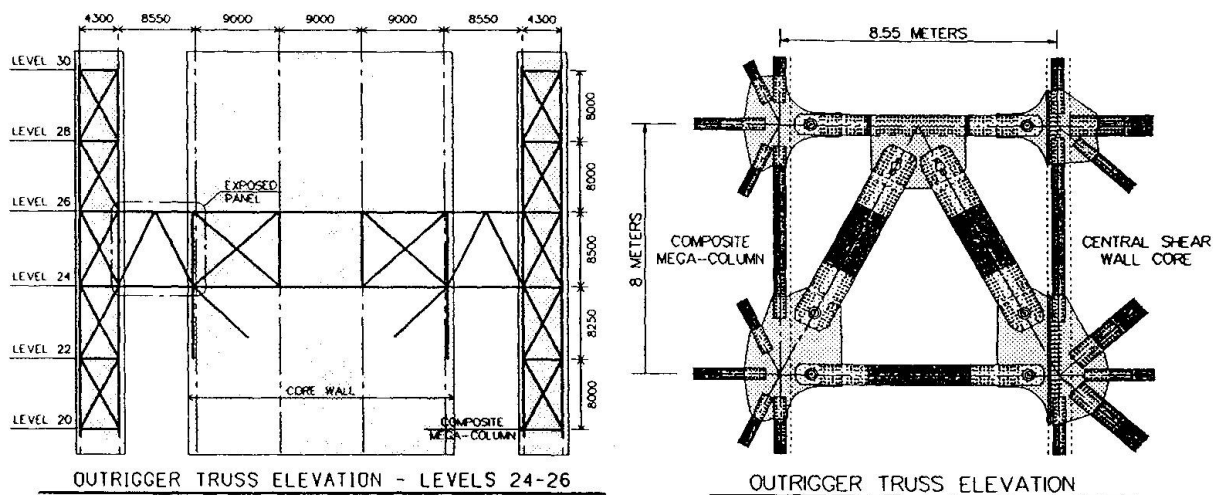 4300 8550 9000 9000 9000 8550 4300
LEVEL 30
LEVEL 28
LEVEL 26
LEVEL 24
LEVEL 22
LEVEL 20
EXPOSED
PANEL
CORE WALL
COMPOSITE
MEGA-COLUMN
8000
8000
8500
8250
8000
OUTRIGGER TRUSS ELEVATION - LEVELS 24-26
8.55 METERS
8 METERS
COMPOSITE
MEGA-COLUMN
CENTRAL SHEAR
WALL CORE
OUTRIGGER TRUSS ELEVATION